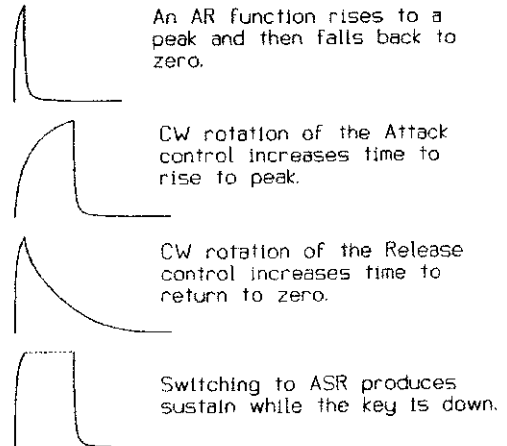 An AR function rises to a
peak and then falls back to
zero.
CW rotation of the Attack
control increases time to
rise to peak.
CW rotation of the Release
control increases time to
return to zero.
Switching to ASR produces
sustain while the key is down.